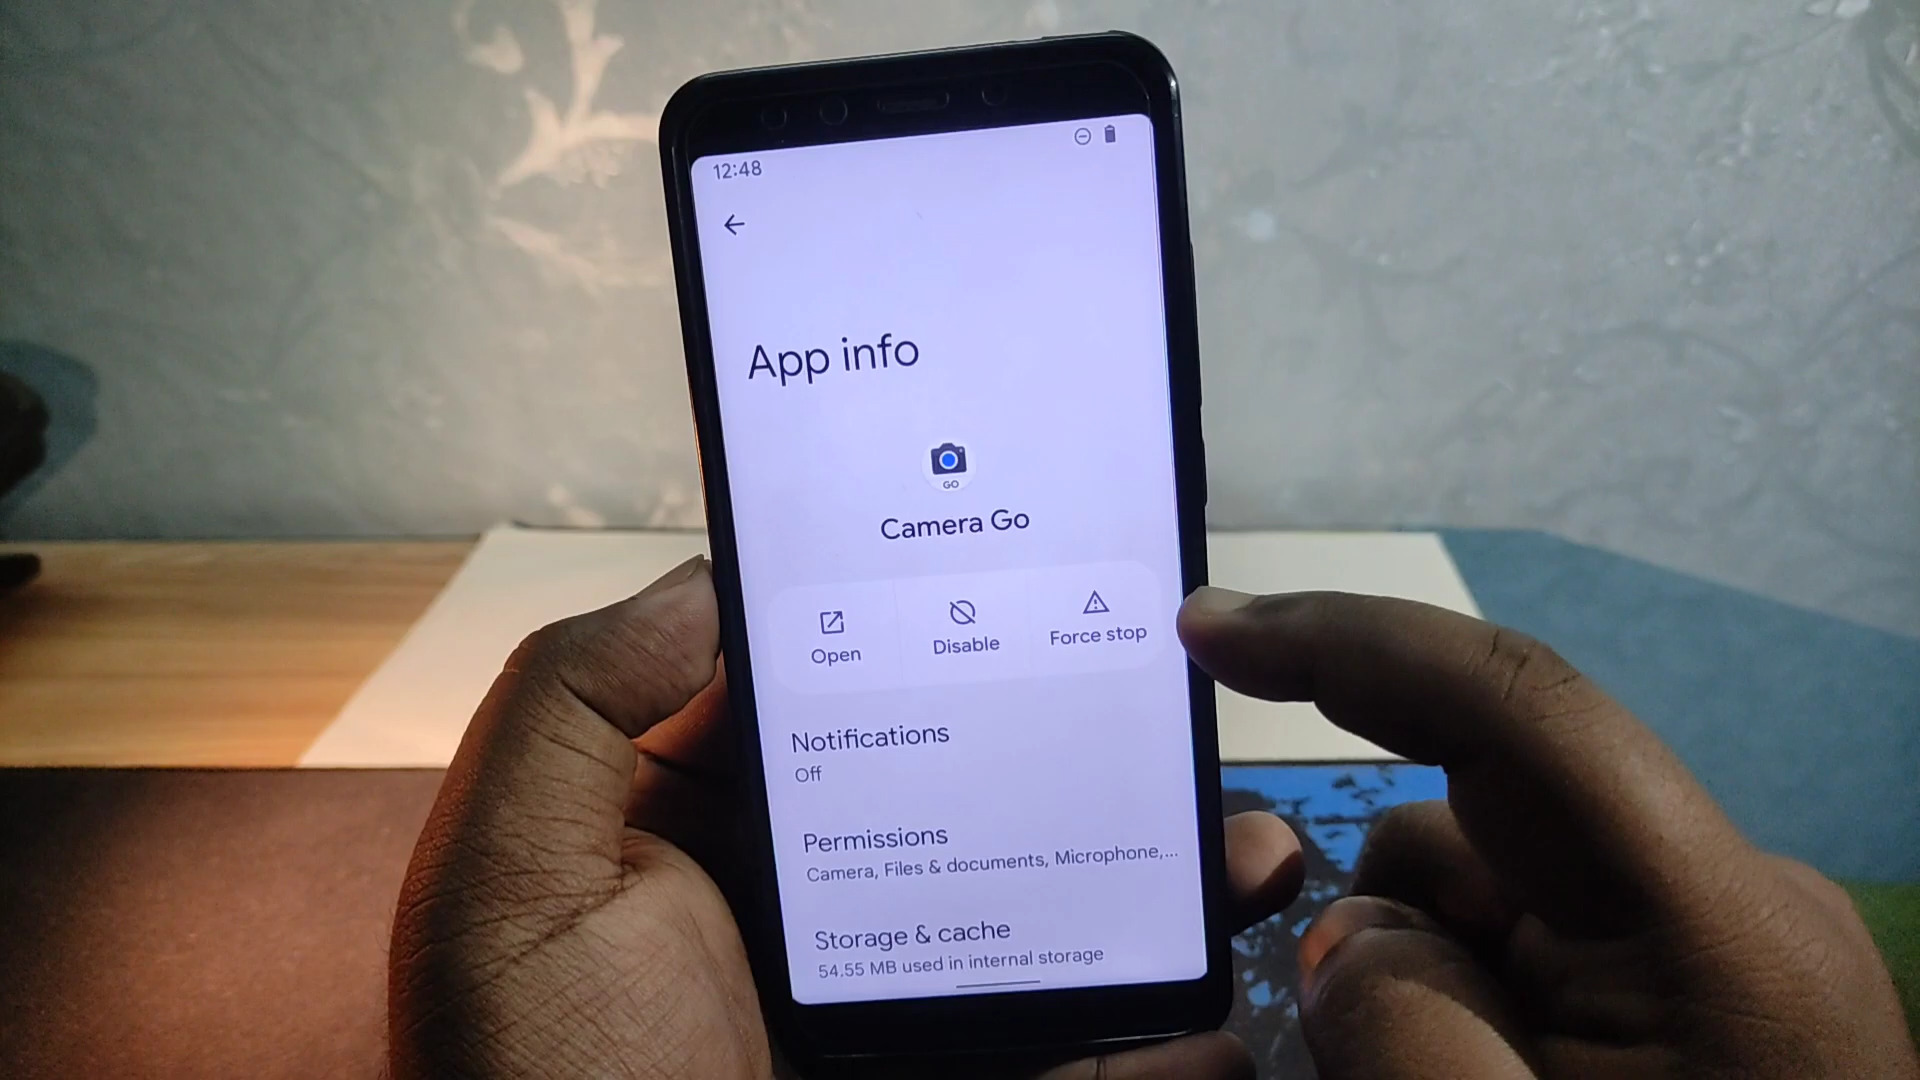 12:48
App info
GO
Camera Go
Open
Disable
Force stop
Notifications
Off
Permissions
Camera, Files & documents, Microphone,...
Storage & cache
54.55 MB used in internal storage